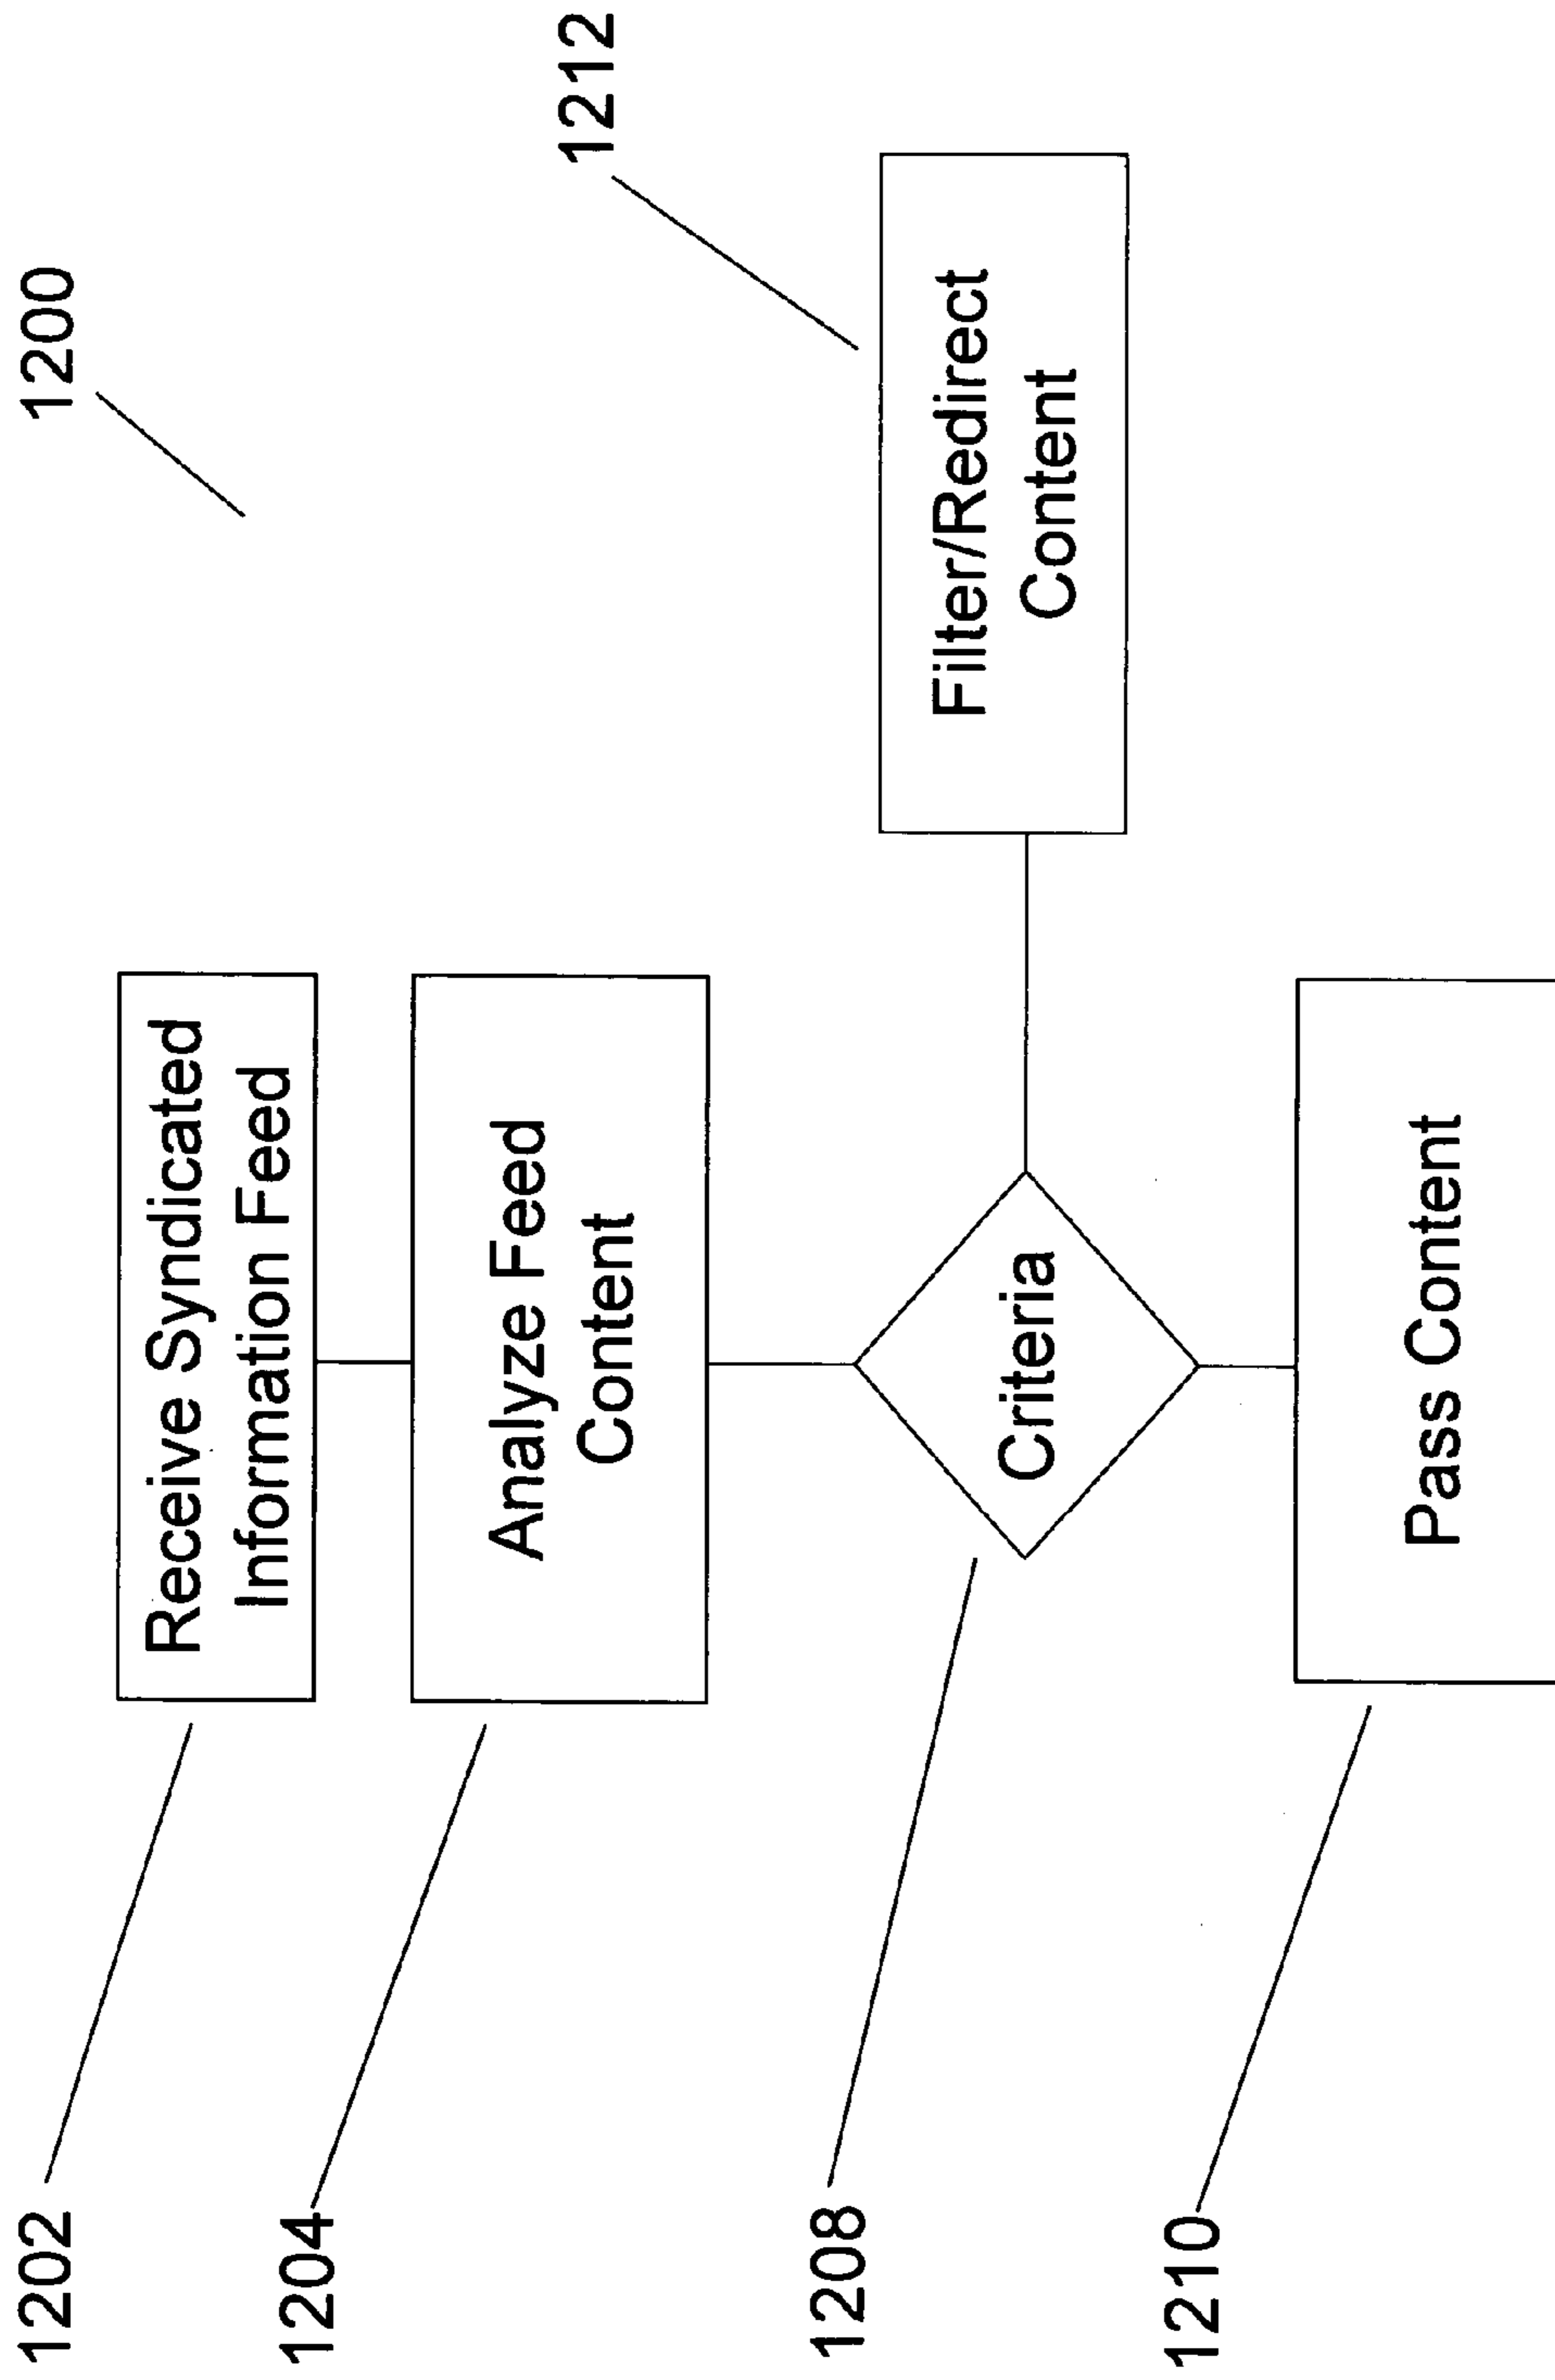 1200
1202
Receive Syndicated
Information Feed
1204
Analyze Feed
Content
1212
1208
Criteria
Filter/Redirect
Content
1210
Pass Content